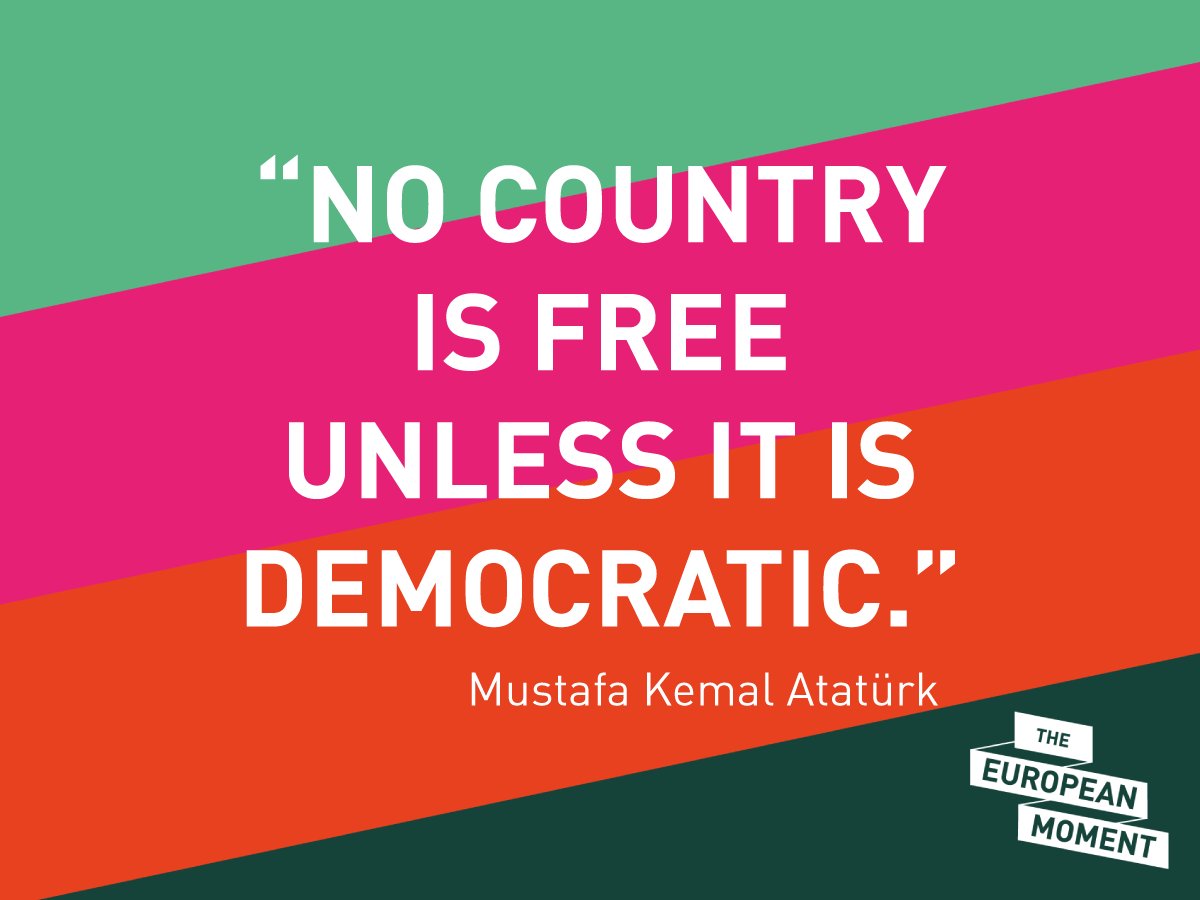 “NO COUNTRY
IS FREE
UNLESS IT IS
DEMOCRATIC.”
Mustafa Kemal Atatürk
THE
EUROPEAN
MOMENT